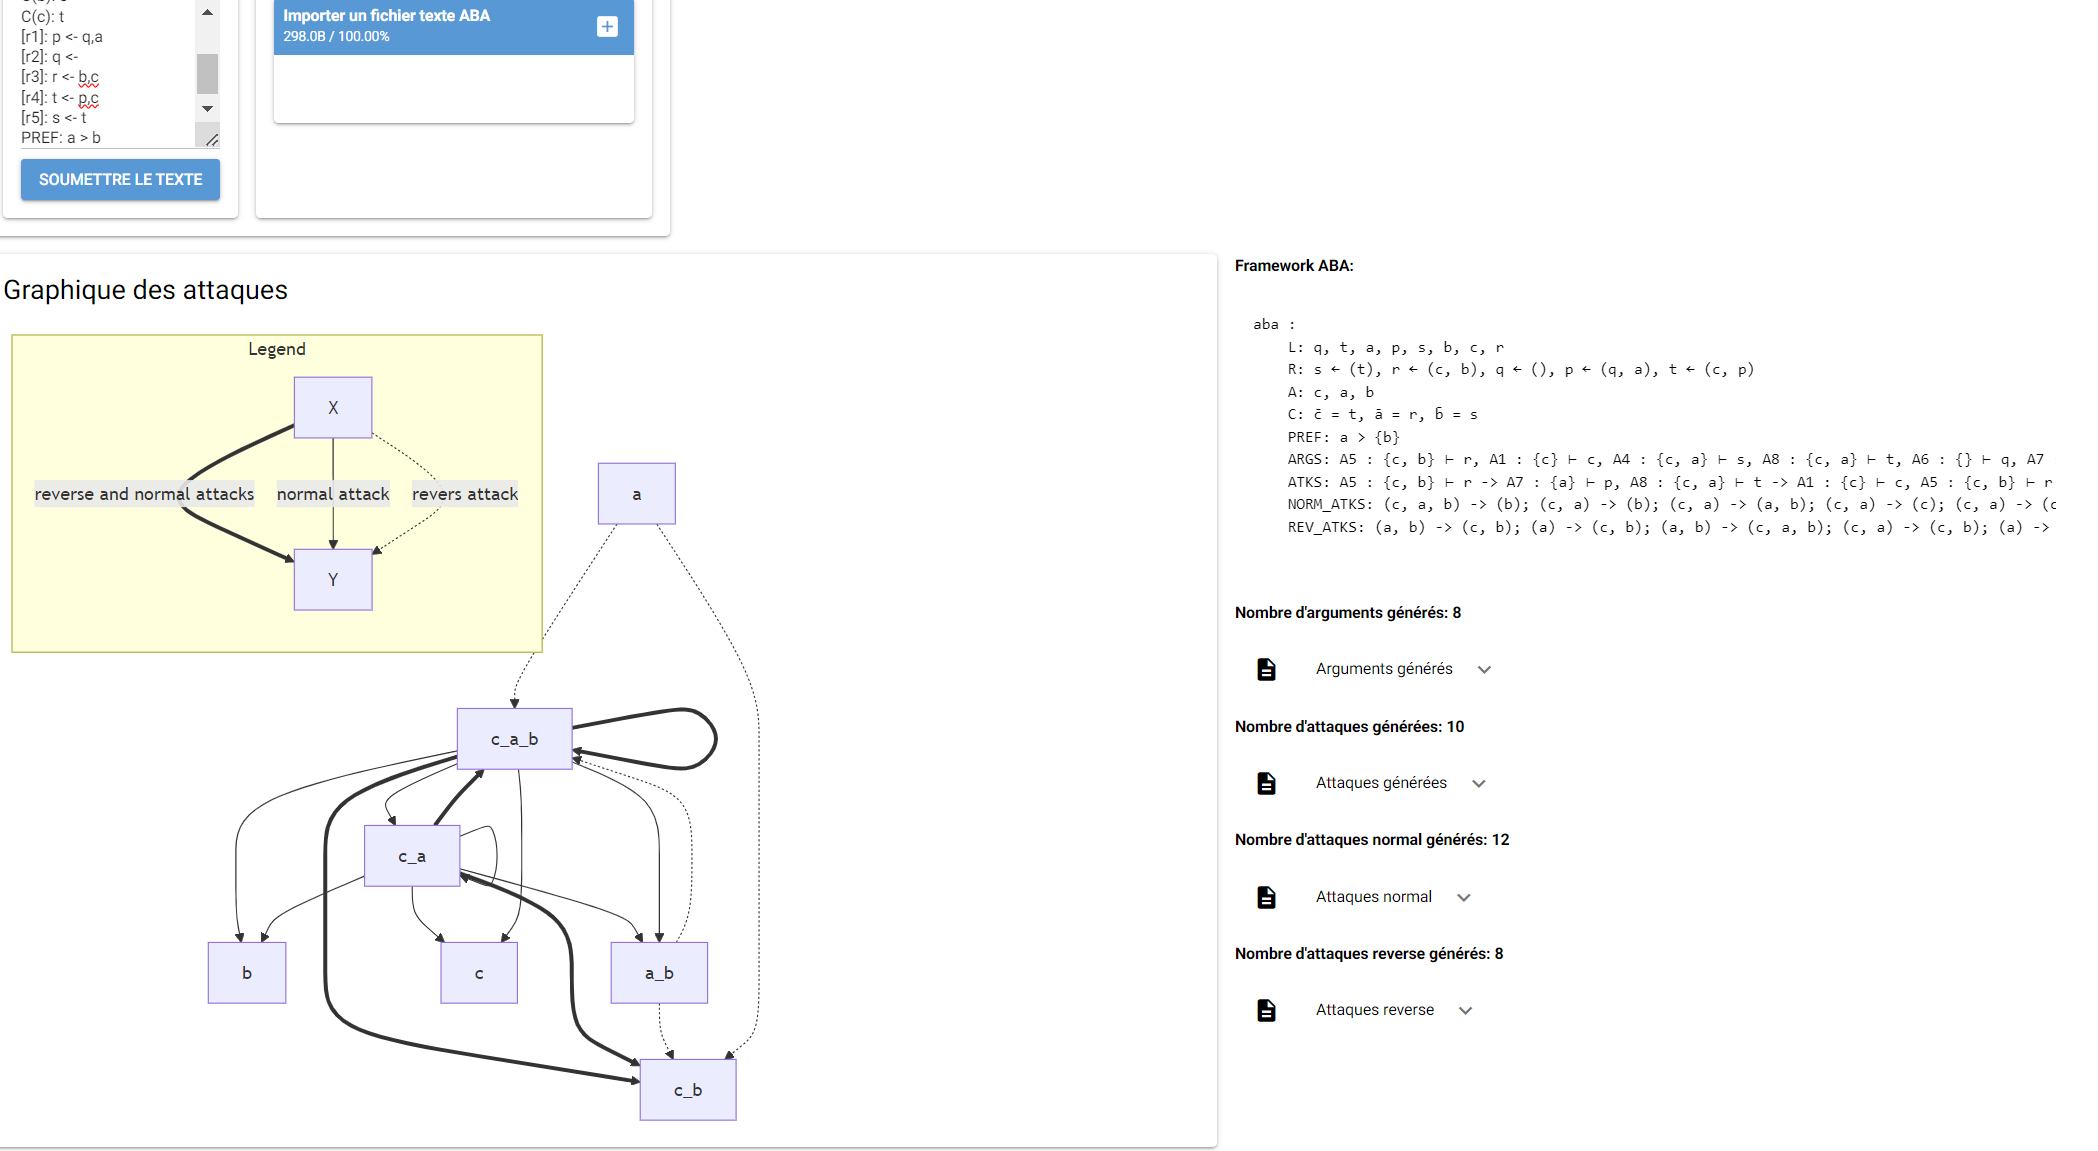 C(c): t
[r1]: p <- q,a
[r2]: q <-
[r3]: r <- b,c
[r4]: t <- p,c
[r5]: s <- t
PREF: a > b
SOUMETTRE LE TEXTE
Importer un fichier texte ABA
298.0B / 100.00%
Graphique des attaques
Legend
X
reverse and normal attacks
normal attack
revers attack
Y
a
c_a_b
c_a
b
c
a_b
c_b
Framework ABA:
aba :
L: q, t, a, p, s, b, c, r
R: s ← (t), r ← (c, b), q ← (), p ← (q, a), t ← (c, p)
A: c, a, b
C: c̄ = t, ā = r, b̄ = s
PREF: a > {b}
ARGS: A5 : {c, b} ⊢ r, A1 : {c} ⊢ c, A4 : {c, a} ⊢ s, A8 : {c, a} ⊢ t, A6 : {} ⊢ q, A7
ATKS: A5 : {c, b} ⊢ r -> A7 : {a} ⊢ p, A8 : {c, a} ⊢ t -> A1 : {c} ⊢ c, A5 : {c, b} ⊢ r
NORM_ATKS: (c, a, b) -> (b); (c, a) -> (b); (c, a) -> (a, b); (c, a) -> (c); (c, a) -> (c
REV_ATKS: (a, b) -> (c, b); (a) -> (c, b); (a, b) -> (c, a, b); (c, a) -> (c, b); (a) ->
Nombre d'arguments générés: 8
Arguments générés
Nombre d'attaques générées: 10
Attaques générées
Nombre d'attaques normal générés: 12
Attaques normal
Nombre d'attaques reverse générés: 8
Attaques reverse